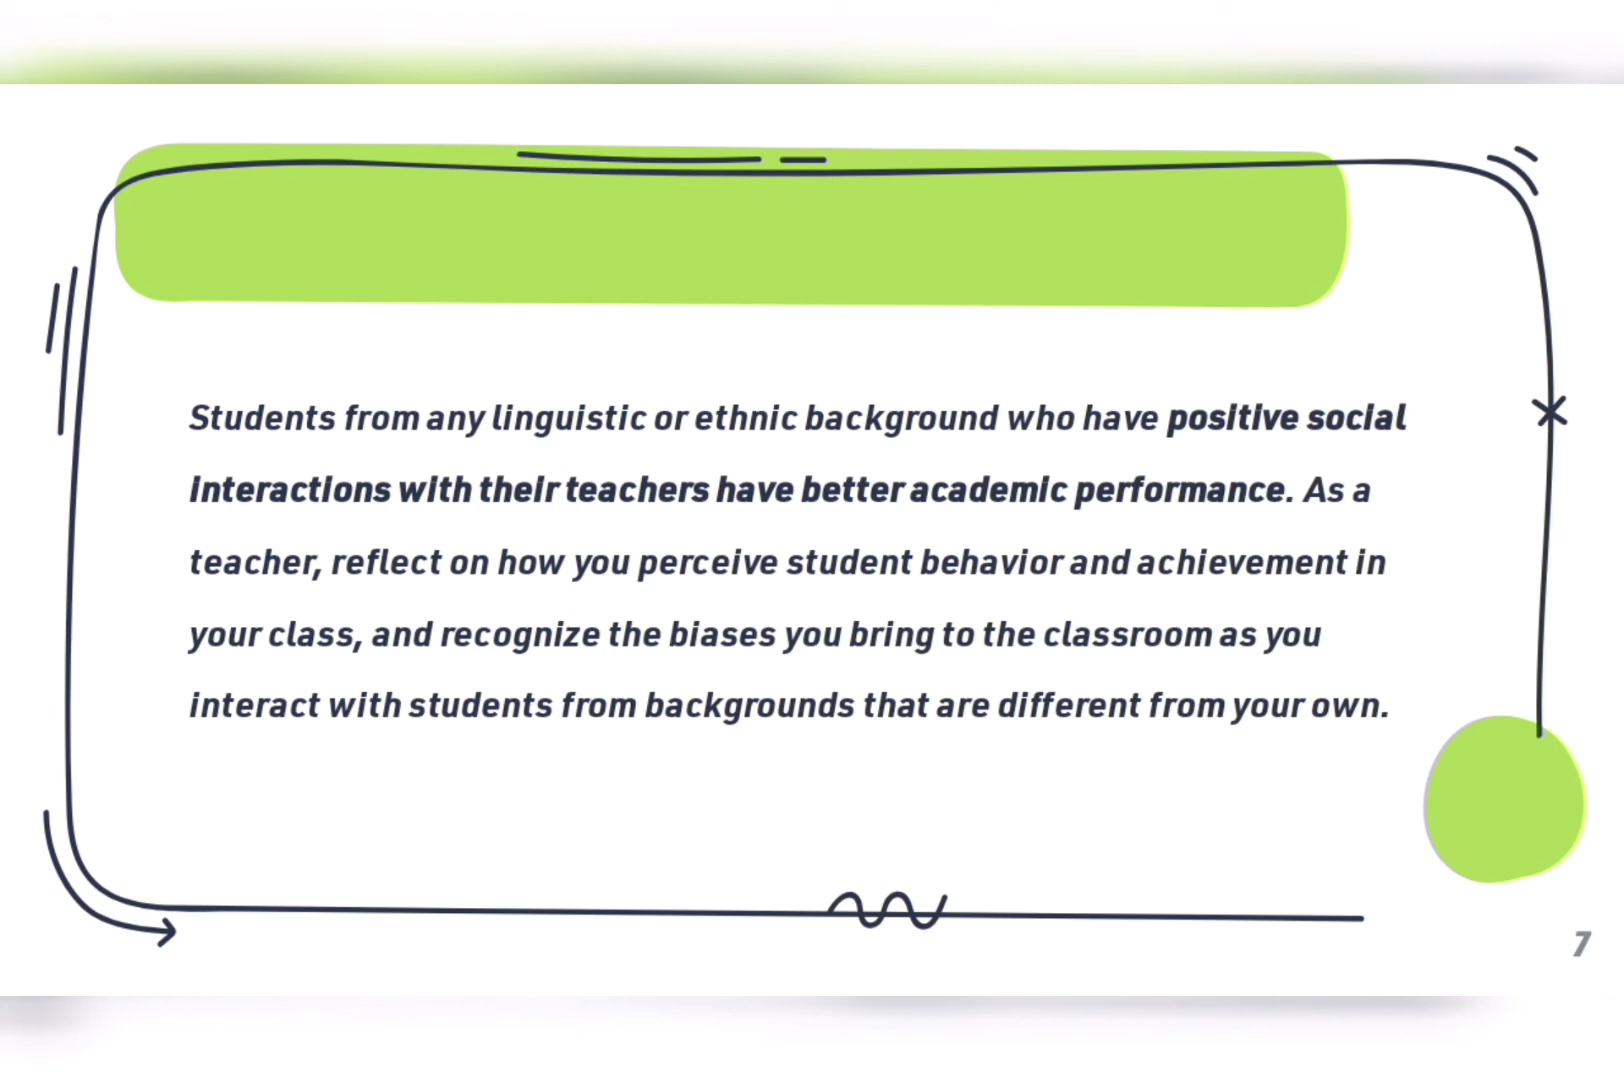 Students from any linguistic or ethnic background who have positive social
interactions with their teachers have better academic performance. As a
teacher, reflect on how you perceive student behavior and achievement in
your class, and recognize the biases you bring to the classroom as you
interact with students from backgrounds that are different from your own.
7